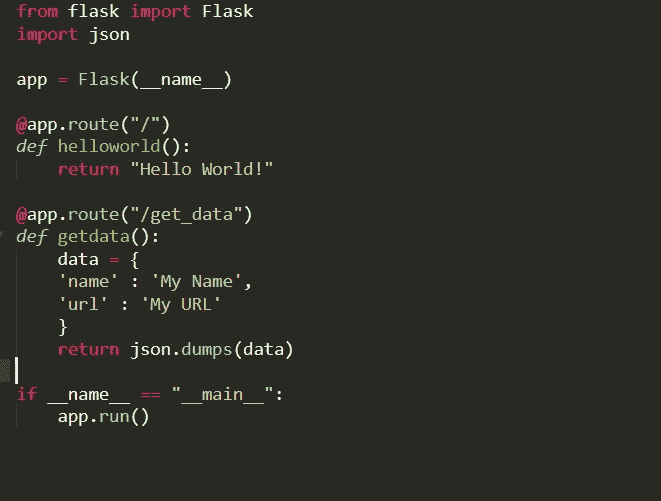 from flask import Flask
import json
app = Flask(__name__)
@app.route("/")
def helloworld():
return "Hello World!"
@app.route("/get_data")
def getdata():
data = {
'name' : 'My Name',
'url' : 'My URL'
}
return json.dumps(data)
if __name__ == "__main__":
app.run()